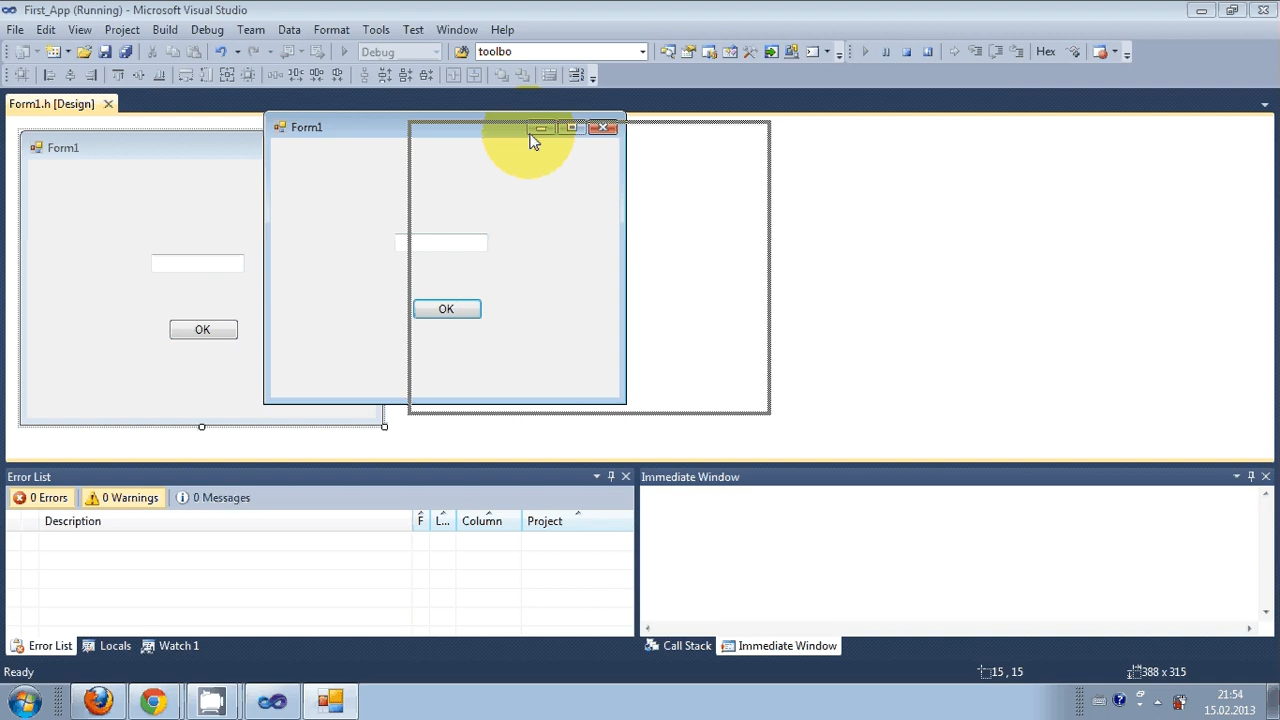 First_App (Running) - Microsoft Visual Studio
File Edit View Project Build Debug Team Data Format Tools Test Window Help
Debug toolbo Hex
Form1.h [Design]
Form1
Form1
OK
OK
Error List
Immediate Window
0 Errors 0 Warnings 0 Messages
Description F L... Column Project
Error List Locals Watch 1
Call Stack Immediate Window
Ready 15 , 15 388 x 315
21:54
15.02.2013